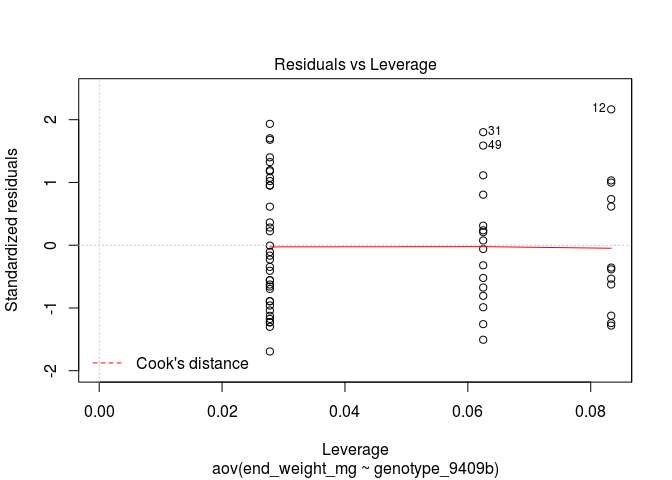 Residuals vs Leverage
Standardized residuals
2
1
0
-1
-2
12
31
49
Cook's distance
0.00 0.02 0.04 0.06 0.08
Leverage
aov(end_weight_mg ~ genotype_9409b)